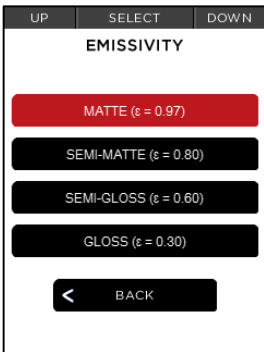 UP SELECT DOWN
EMISSIVITY
MATTE (ε = 0.97)
SEMI-MATTE (ε = 0.80)
SEMI-GLOSS (ε = 0.60)
GLOSS (ε = 0.30)
< BACK